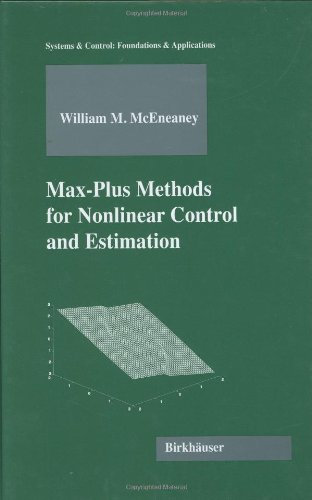 Systems & Control: Foundations & Applications
William M. McEneaney
Max-Plus Methods
for Nonlinear Control
and Estimation
Birkhäuser